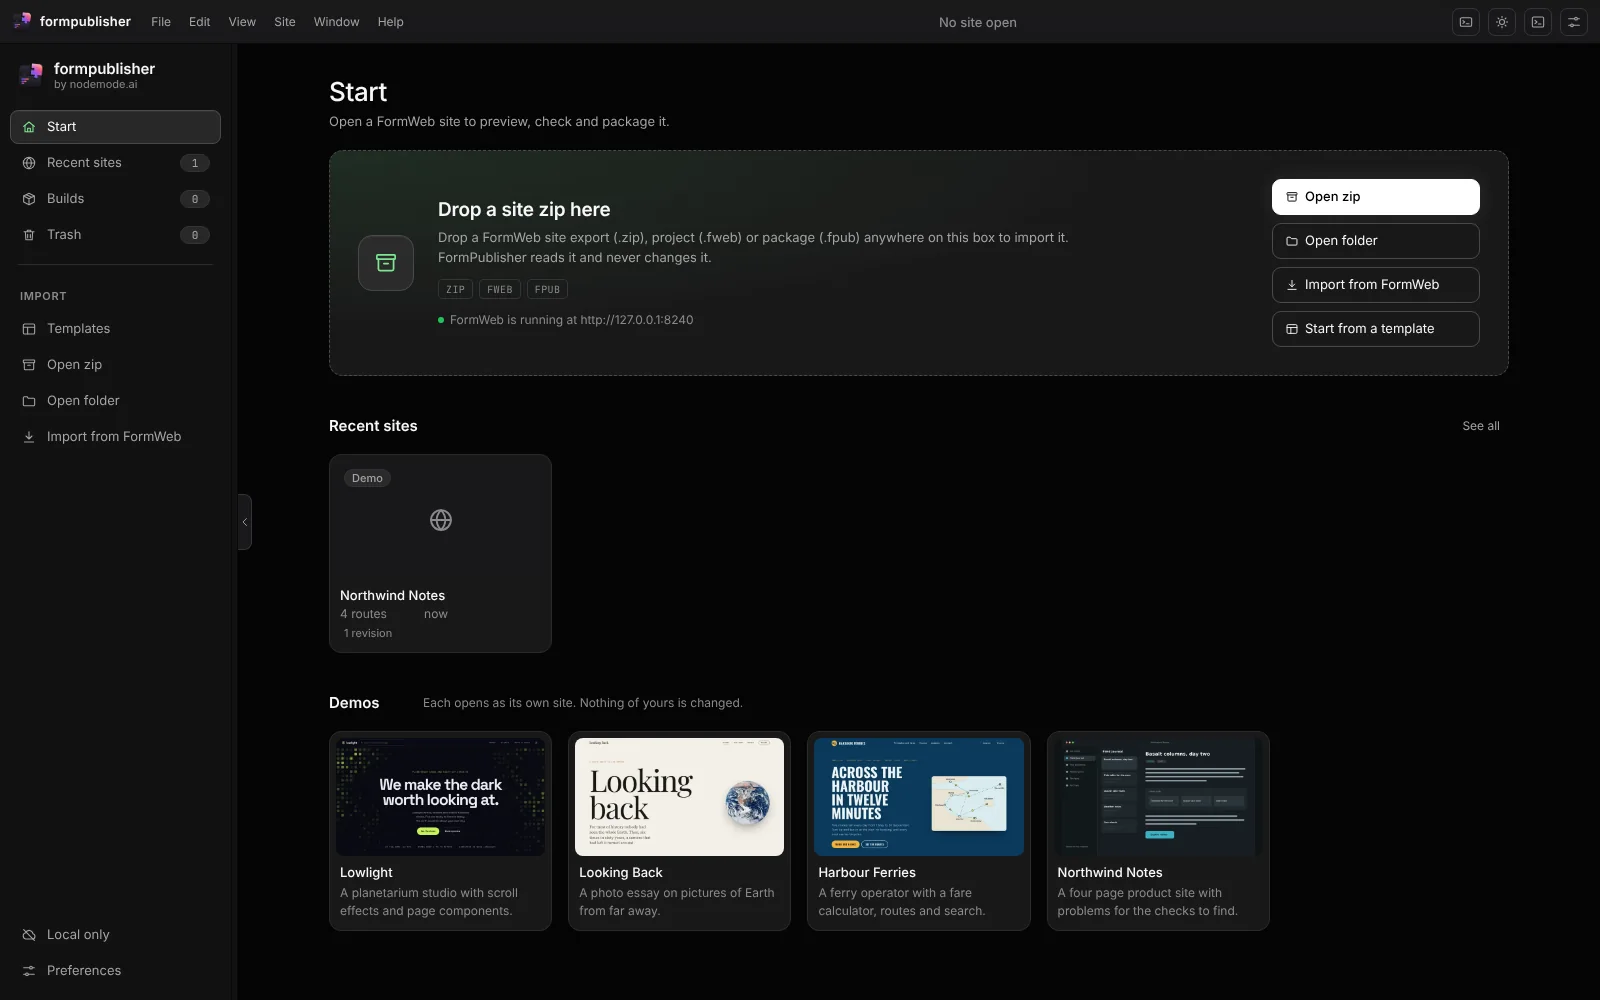 formpublisher File Edit View Site Window Help
No site open
formpublisher
by nodemode.ai
Start
Recent sites 1
Builds 0
Trash 0
IMPORT
Templates
Open zip
Open folder
Import from FormWeb
Local only
Preferences
Start
Open a FormWeb site to preview, check and package it.
Drop a site zip here
Drop a FormWeb site export (.zip), project (.fweb) or package (.fpub) anywhere on this box to import it.
FormPublisher reads it and never changes it.
ZIP FWEB FPUB
FormWeb is running at http://127.0.0.1:8240
Open zip
Open folder
Import from FormWeb
Start from a template
Recent sites
See all
Demo
Northwind Notes
4 routes now
1 revision
Demos
Each opens as its own site. Nothing of yours is changed.
We make the dark
worth looking at.
Lowlight
A planetarium studio with scroll
effects and page components.
Looking back
Looking
back
Looking Back
A photo essay on pictures of Earth
from far away.
ACROSS THE
HARBOUR
IN TWELVE
MINUTES
Harbour Ferries
A ferry operator with a fare
calculator, routes and search.
Basalt columns, day two
Northwind Notes
A four page product site with
problems for the checks to find.